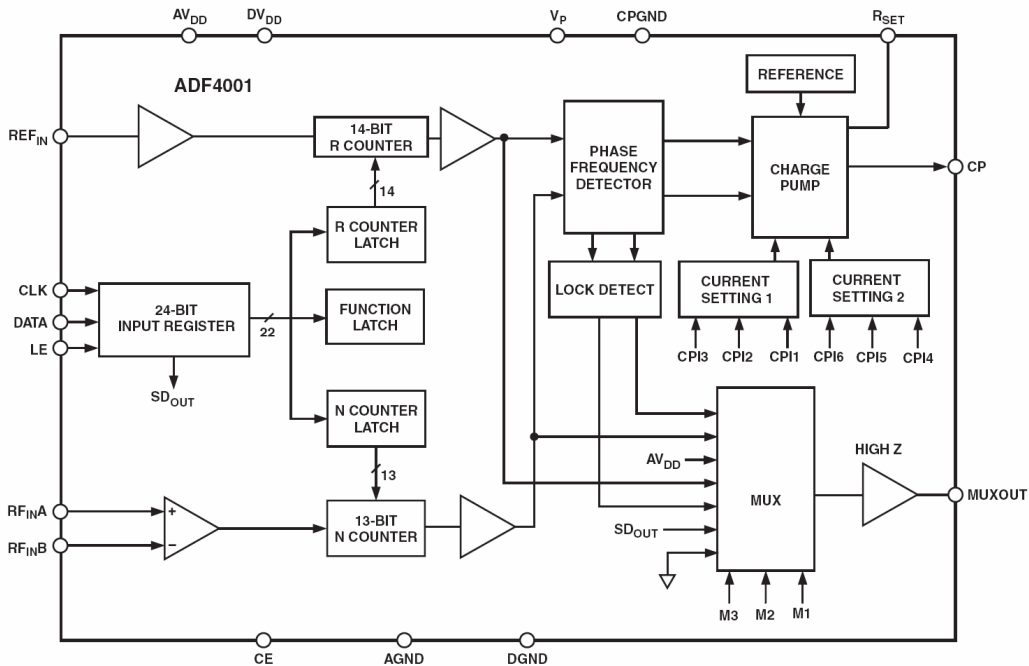 AVDD
DVDD
VP
CPGND
RSET
ADF4001
REFERENCE
REFIN
14-BIT
R COUNTER
PHASE
FREQUENCY
DETECTOR
CHARGE
PUMP
CP
14
R COUNTER
LATCH
CLK
DATA
LE
24-BIT
INPUT REGISTER
22
FUNCTION
LATCH
LOCK DETECT
CURRENT
SETTING 1
CURRENT
SETTING 2
CPI3
CPI2
CPI1
CPI6
CPI5
CPI4
SDOUT
N COUNTER
LATCH
13
AVDD
MUX
HIGH Z
MUXOUT
RFINA
RFINB
+
−
13-BIT
N COUNTER
SDOUT
M3
M2
M1
CE
AGND
DGND